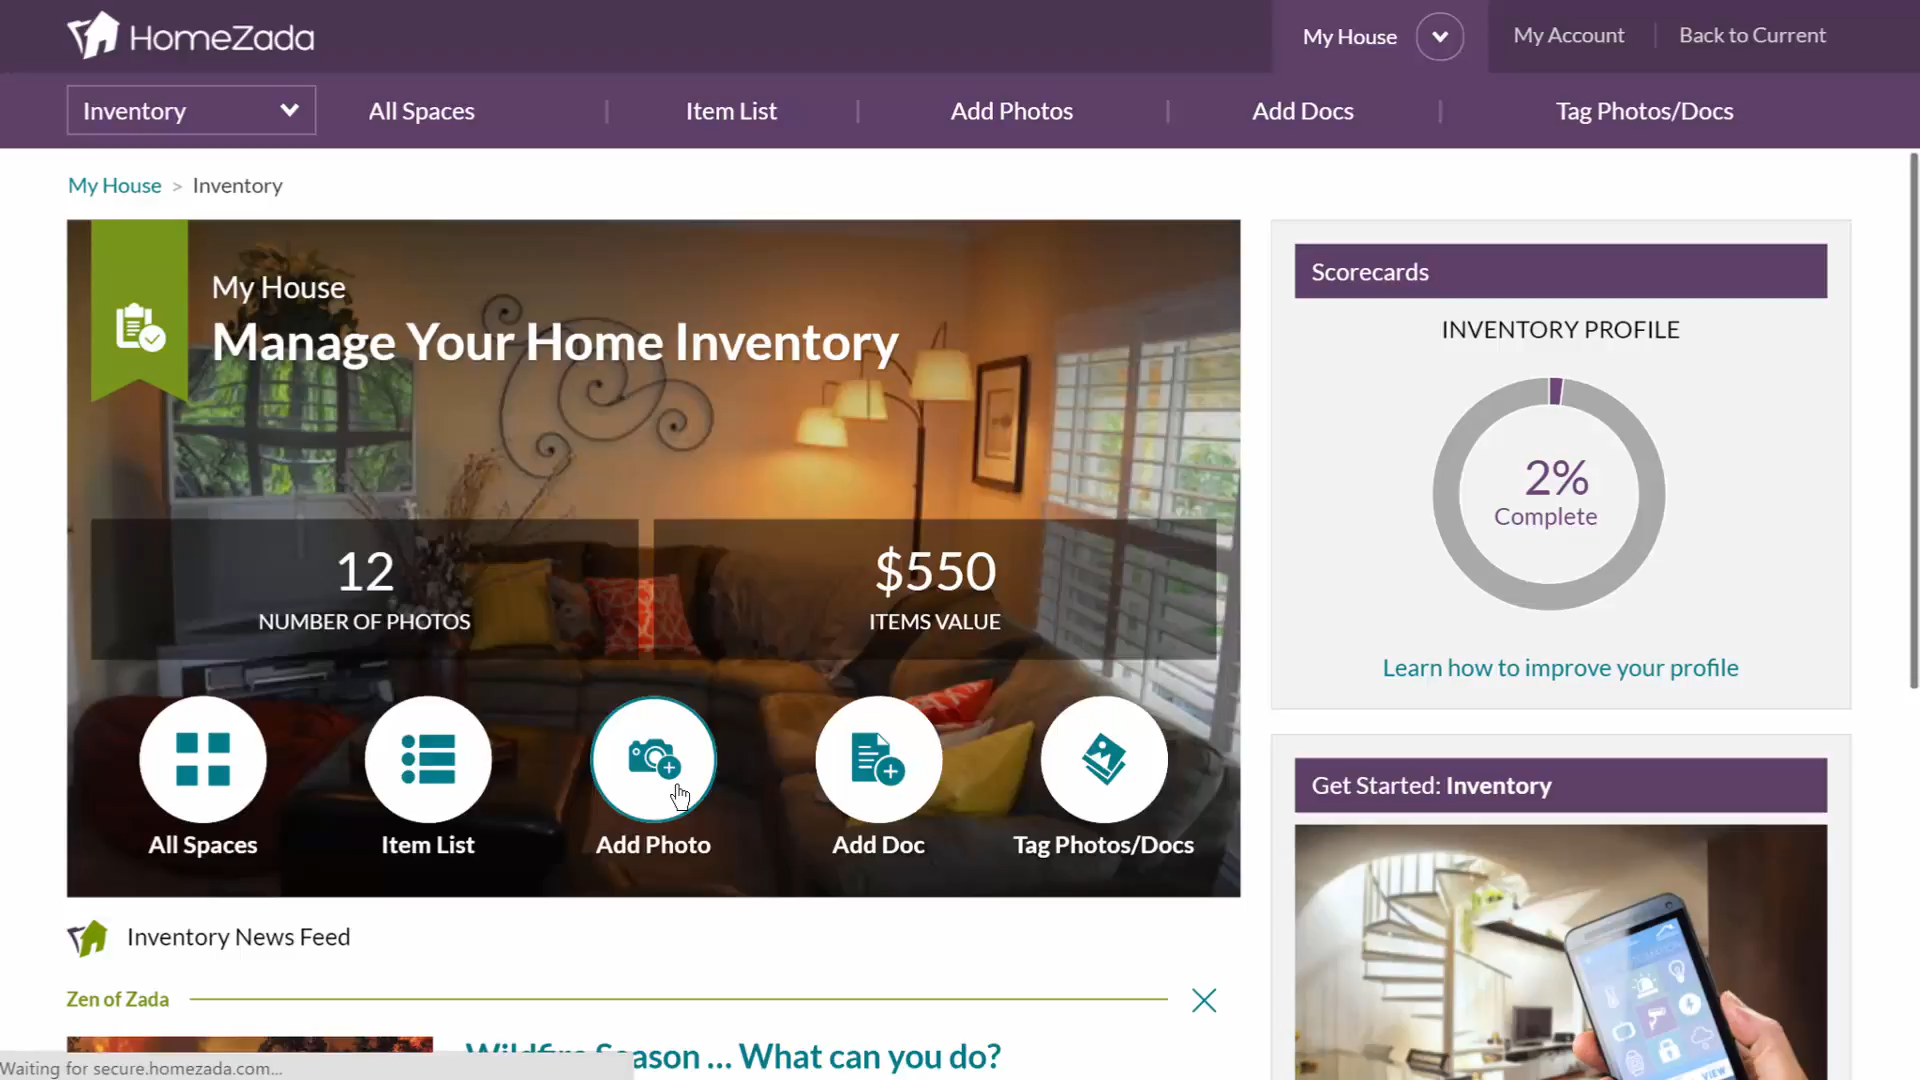 HomeZada
My House
My Account
Back to Current
Inventory
All Spaces
Item List
Add Photos
Add Docs
Tag Photos/Docs
My House > Inventory
My House
Manage Your Home Inventory
12
NUMBER OF PHOTOS
$550
ITEMS VALUE
All Spaces
Item List
Add Photo
Add Doc
Tag Photos/Docs
Scorecards
INVENTORY PROFILE
2%
Complete
Learn how to improve your profile
Get Started: Inventory
VIEW
Inventory News Feed
Zen of Zada
Wildfire Season ... What can you do?
Waiting for secure.homezada.com...